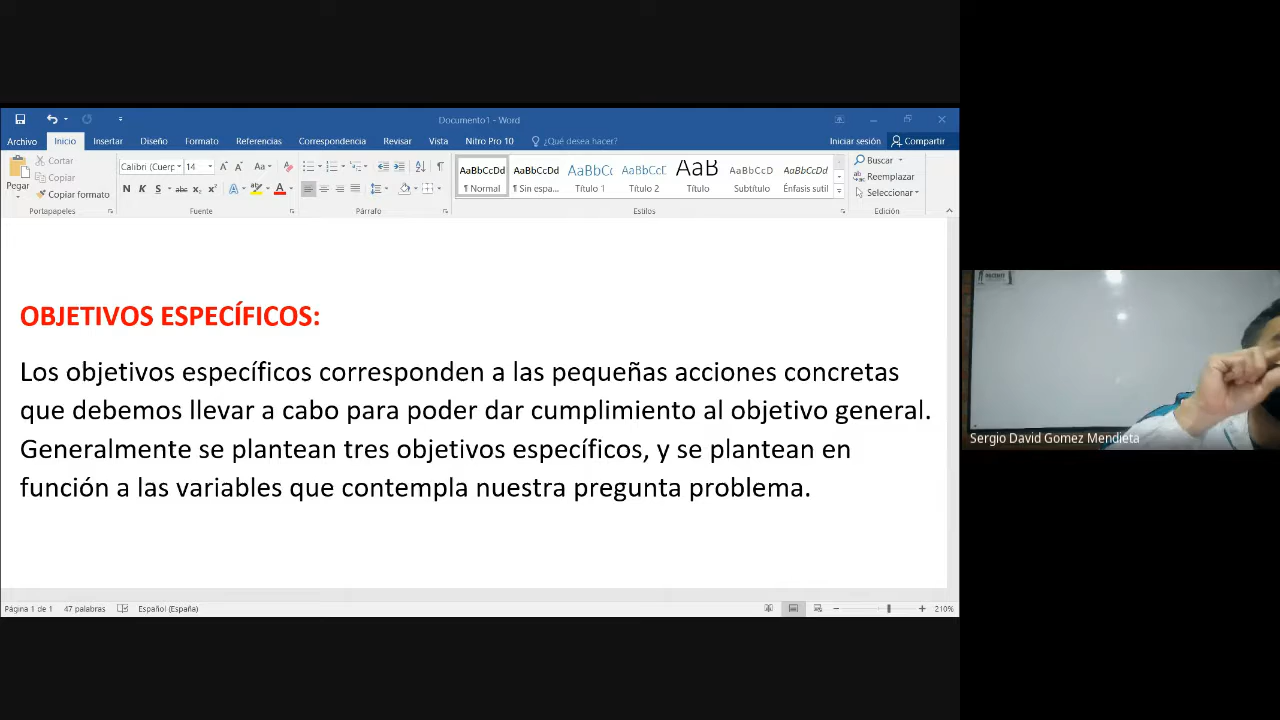 Documento1 - Word
Archivo Inicio Insertar Diseño Formato Referencias Correspondencia Revisar Vista Nitro Pro 10 ¿Qué desea hacer? Iniciar sesión Compartir
Pegar
Cortar
Copiar
Copiar formato
Portapapeles
Calibri (Cuerp 14
N K S abc x₂ x²
Fuente
Párrafo
AaBbCcDd AaBbCcDd AaBbCc AaBbCcD AaB AaBbCcDd AaBbCcDd
¶ Normal ¶ Sin espa... Título 1 Título 2 Título Subtítulo Énfasis sutil
Estilos
Buscar
Reemplazar
Seleccionar
Edición
OBJETIVOS ESPECÍFICOS:
Los objetivos específicos corresponden a las pequeñas acciones concretas
que debemos llevar a cabo para poder dar cumplimiento al objetivo general.
Generalmente se plantean tres objetivos específicos, y se plantean en
función a las variables que contempla nuestra pregunta problema.
Página 1 de 1 47 palabras Español (España) 210%
Sergio David Gomez Mendieta